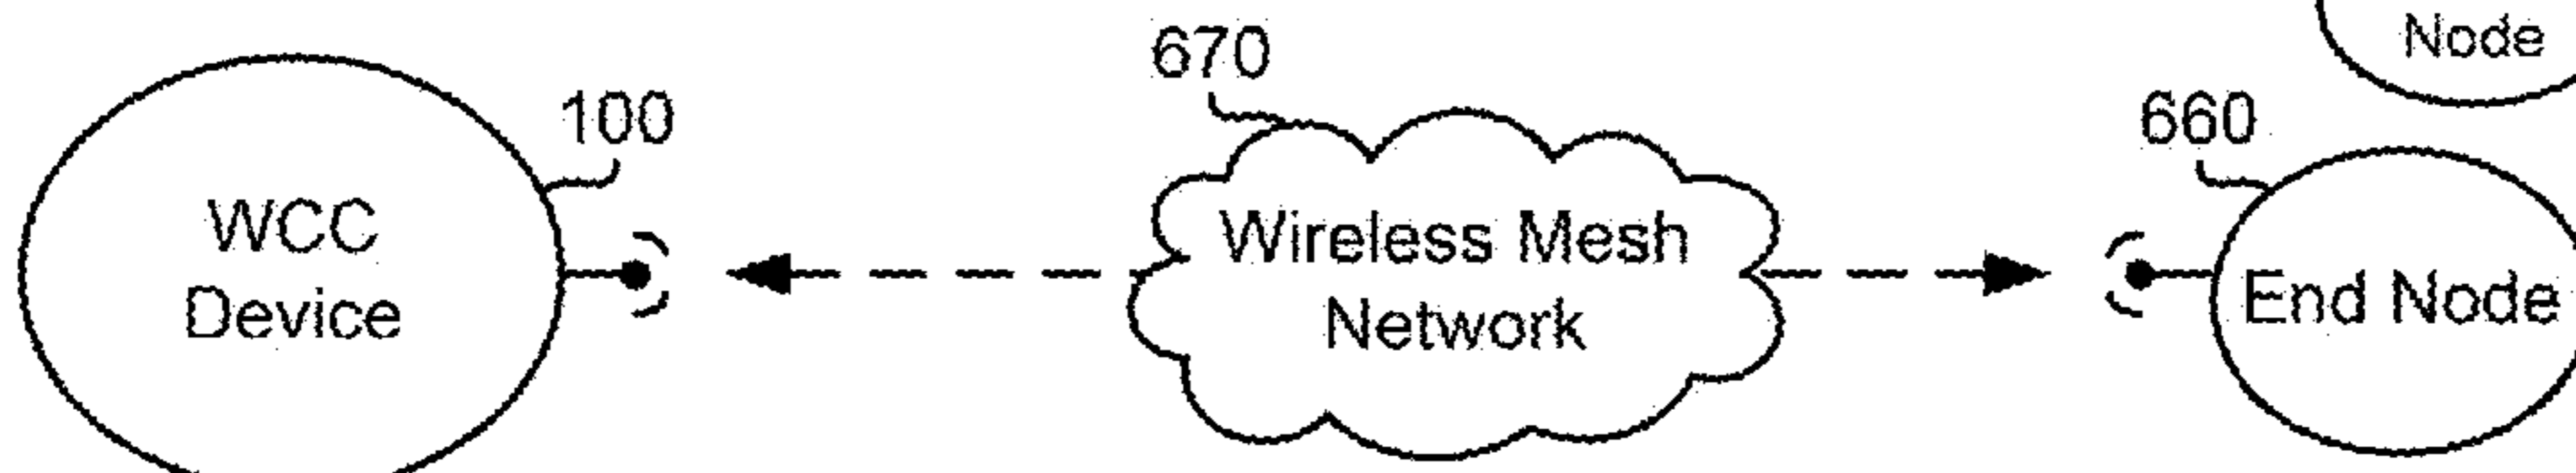 Node
670
100
660
WCC
Device
Wireless Mesh
Network
End Node